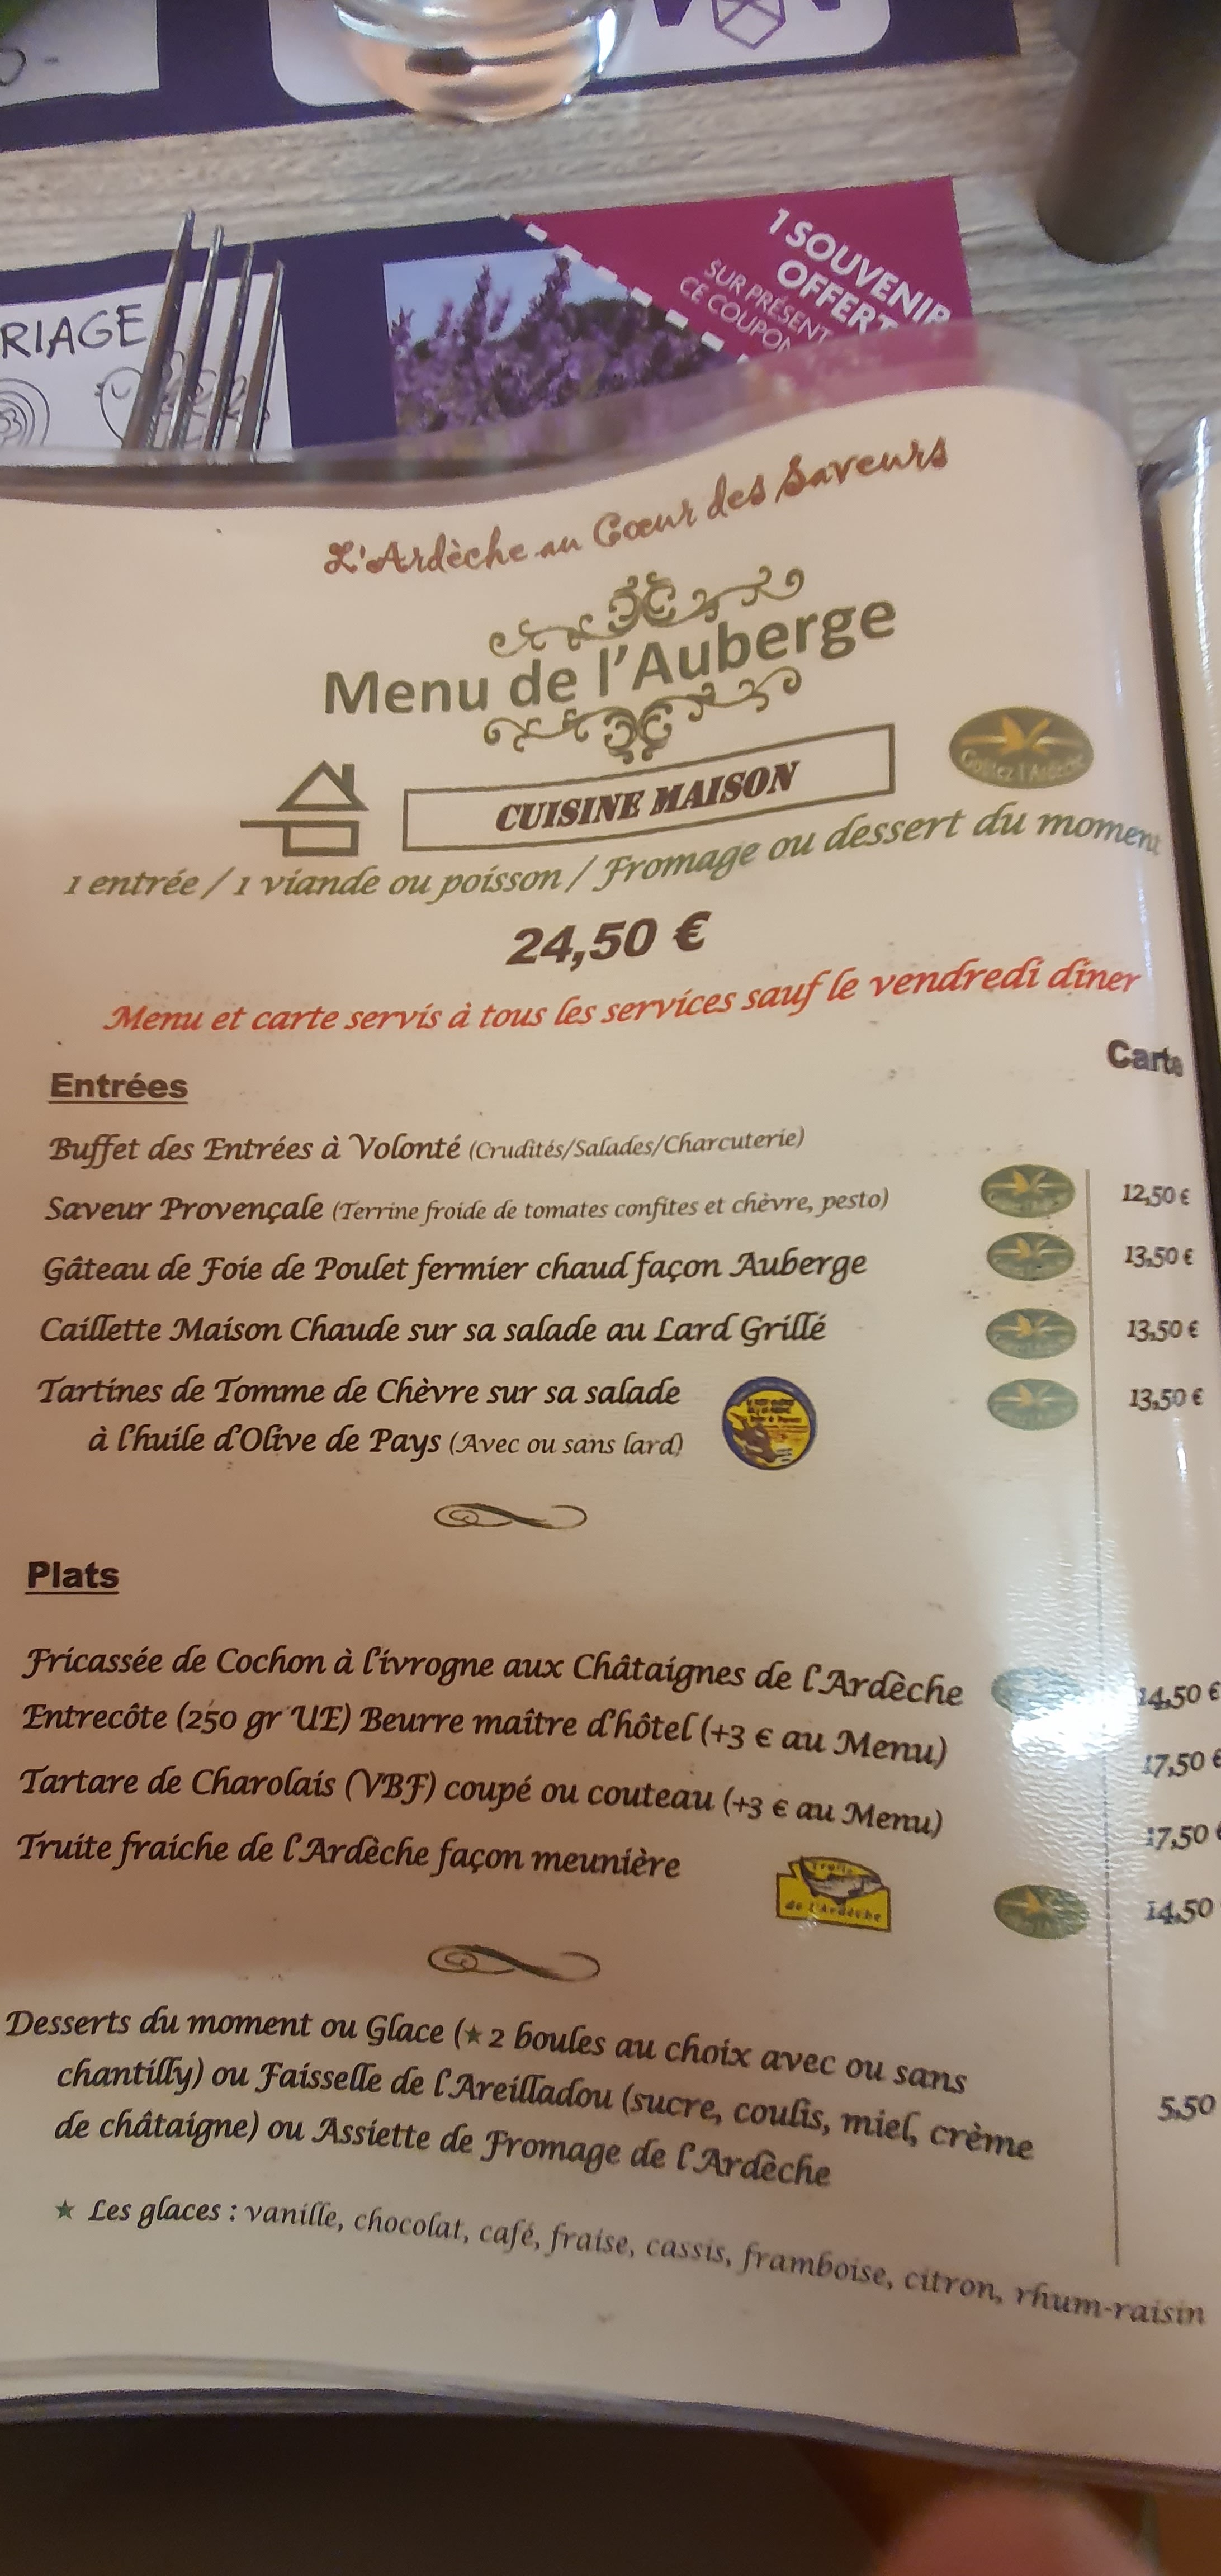 RIAGE
1 SOUVENIR
OFFERT
SUR PRÉSENT
CE COUPON
L'Ardèche au Cœur des Saveurs
Menu de l'Auberge
CUISINE MAISON
Goûtez l'Ardèche
1 entrée / 1 viande ou poisson / Fromage ou dessert du moment
24,50 €
Menu et carte servis à tous les services sauf le vendredi dîner
Carte
Entrées
Buffet des Entrées à Volonté (Crudités/Salades/Charcuterie)
Saveur Provençale (Terrine froide de tomates confites et chèvre, pesto) 12,50 €
Gâteau de Foie de Poulet fermier chaud façon Auberge 13,50 €
Caillette Maison Chaude sur sa salade au Lard Grillé 13,50 €
Tartines de Tomme de Chèvre sur sa salade 13,50 €
à l'huile d'Olive de Pays (Avec ou sans lard)
Plats
Fricassée de Cochon à l'ivrogne aux Châtaignes de l'Ardèche 14,50 €
Entrecôte (250 gr UE) Beurre maître d'hôtel (+3 € au Menu) 17,50 €
Tartare de Charolais (VBF) coupé ou couteau (+3 € au Menu) 17,50 €
Truite fraiche de l'Ardèche façon meunière 14,50
Truite
de l'Ardèche
Desserts du moment ou Glace (★ 2 boules au choix avec ou sans
chantilly) ou Faisselle de l'Areilladou (sucre, coulis, miel, crème 5,50
de châtaigne) ou Assiette de Fromage de l'Ardèche
★ Les glaces : vanille, chocolat, café, fraise, cassis, framboise, citron, rhum-raisin